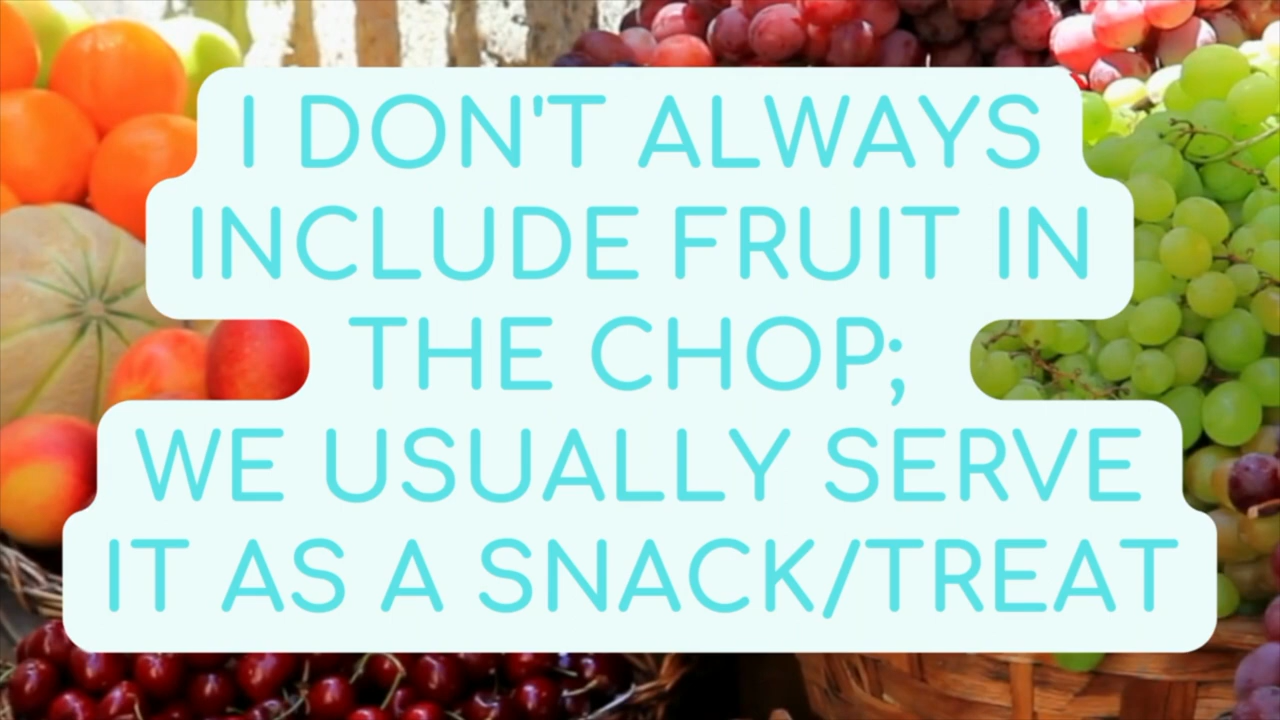 I DON'T ALWAYS
INCLUDE FRUIT IN
THE CHOP;
WE USUALLY SERVE
IT AS A SNACK/TREAT